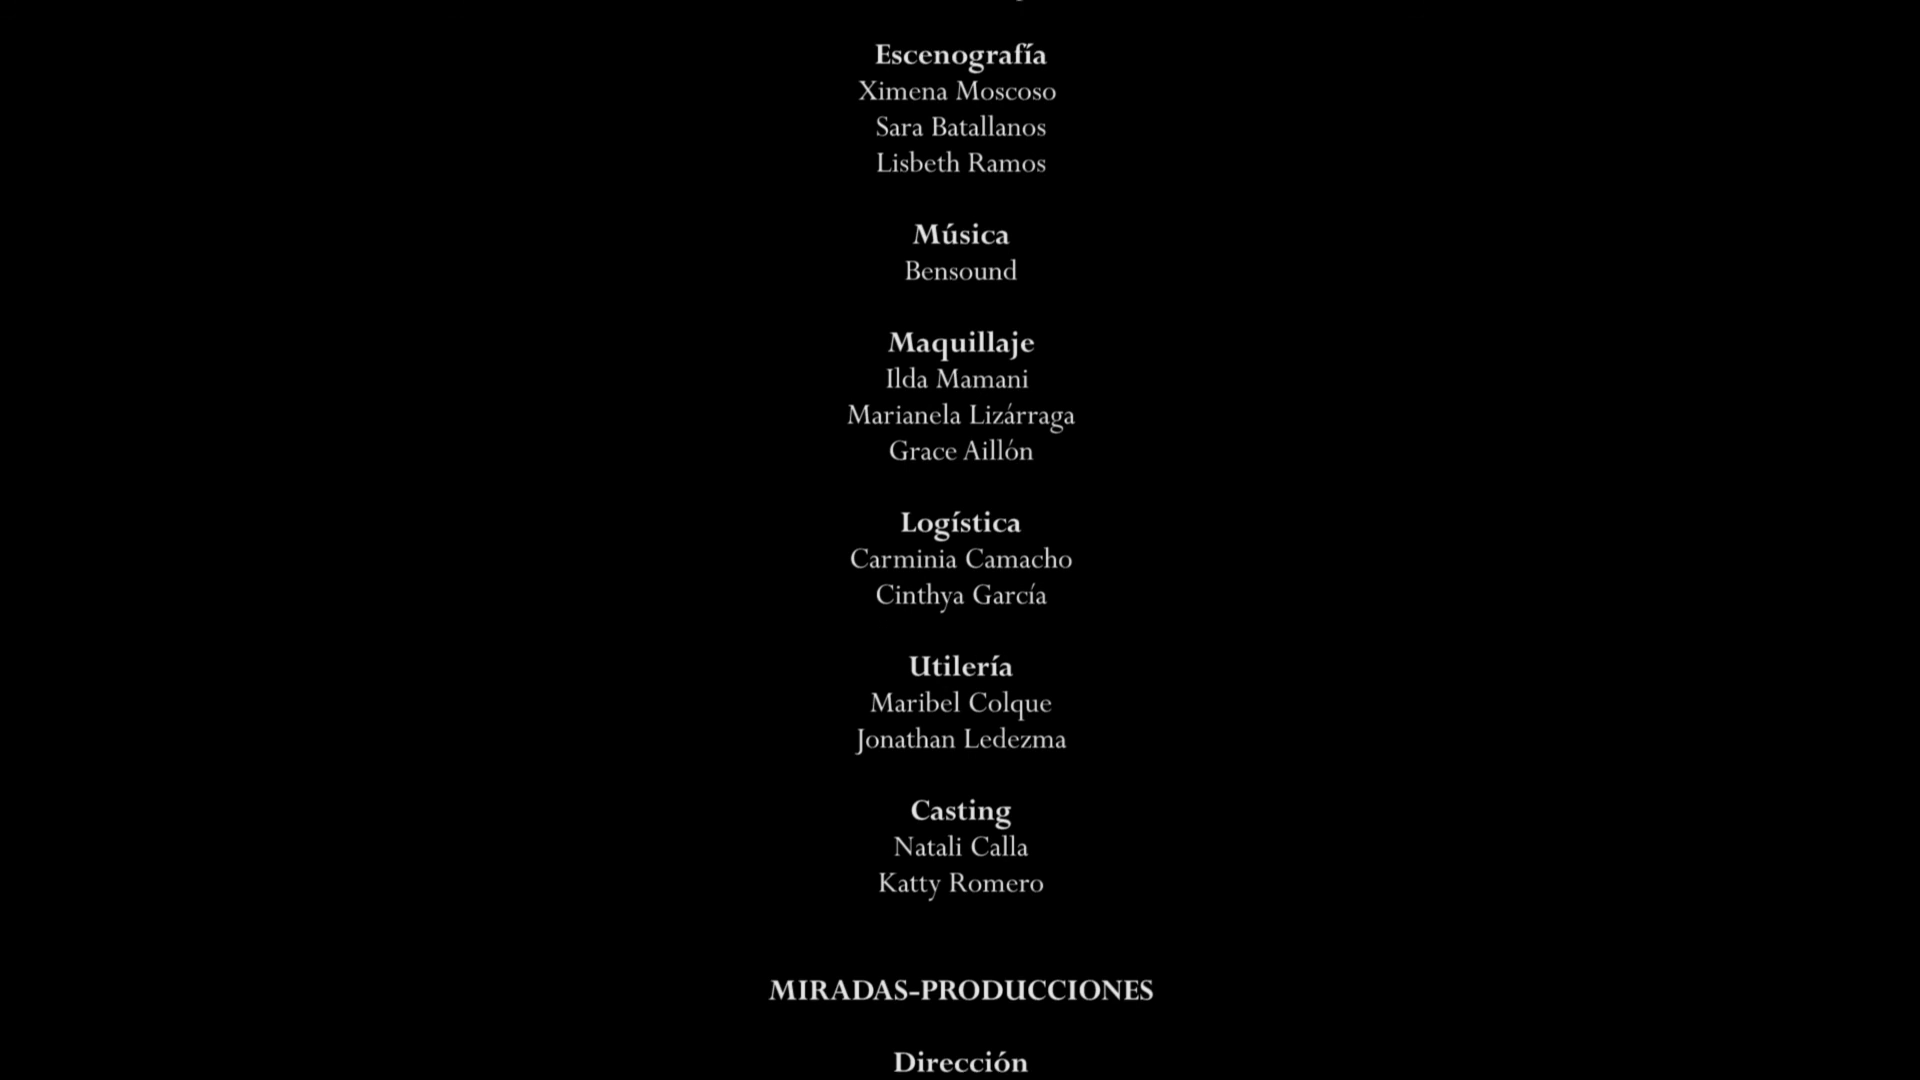 Escenografía
Ximena Moscoso
Sara Batallanos
Lisbeth Ramos
Música
Bensound
Maquillaje
Ilda Mamani
Marianela Lizárraga
Grace Aillón
Logística
Carminia Camacho
Cinthya García
Utilería
Maribel Colque
Jonathan Ledezma
Casting
Natali Calla
Katty Romero
MIRADAS-PRODUCCIONES
Dirección